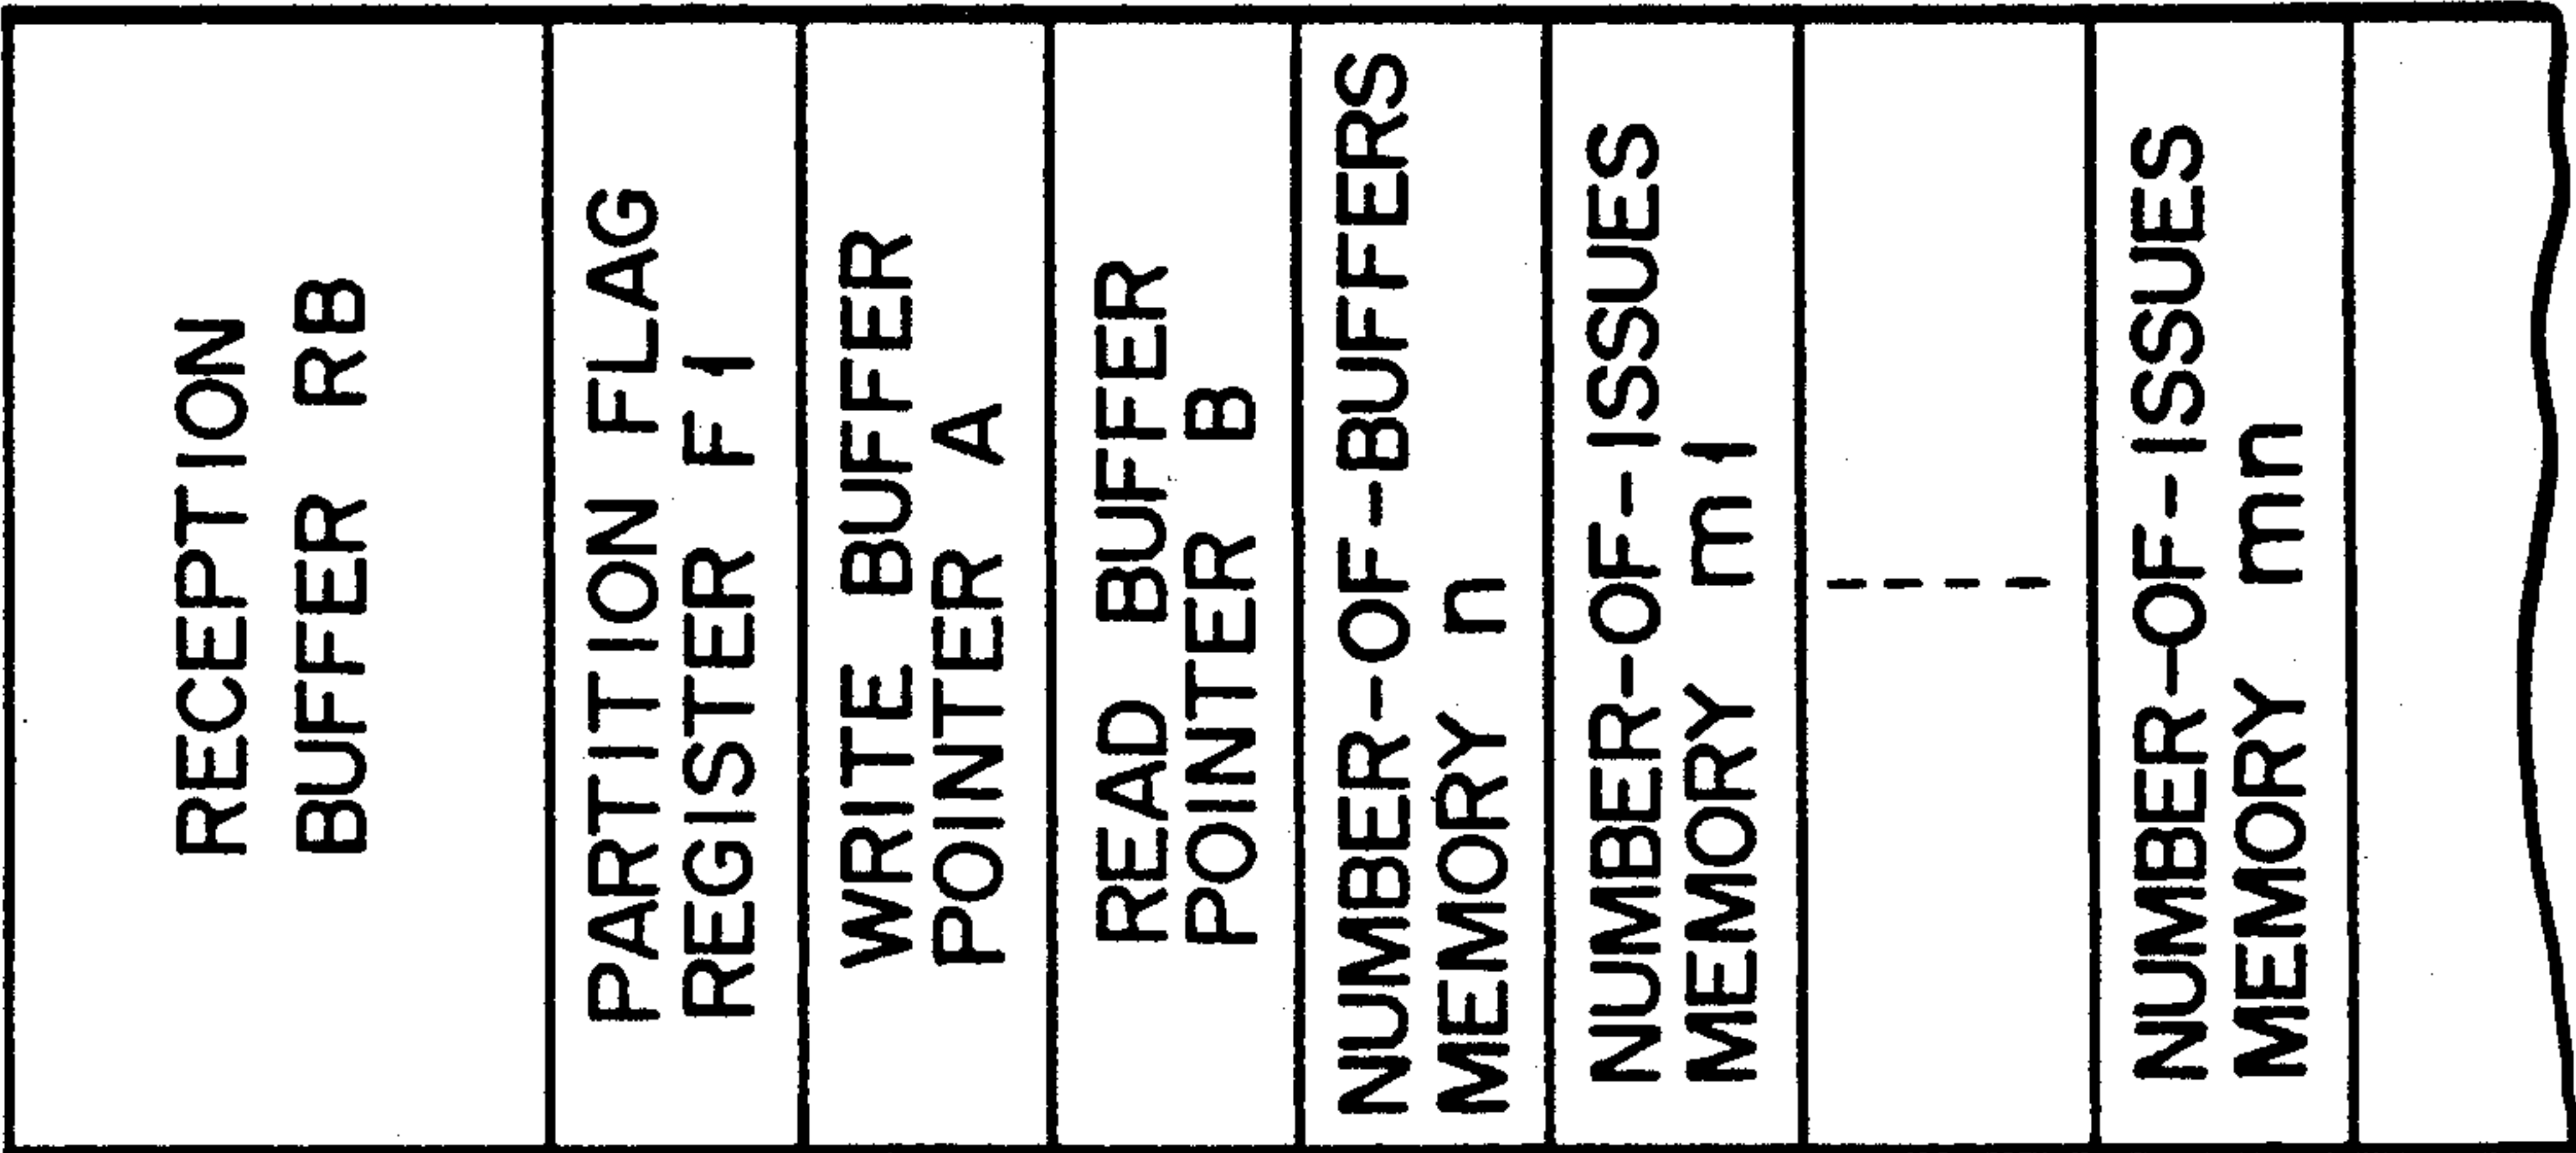 RECEPTION
BUFFER RB
PARTITION FLAG
REGISTER F1
WRITE BUFFER
POINTER A
READ BUFFER
POINTER B
NUMBER-OF-BUFFERS
MEMORY n
NUMBER-OF-ISSUES
MEMORY m1
NUMBER-OF-ISSUES
MEMORY mn